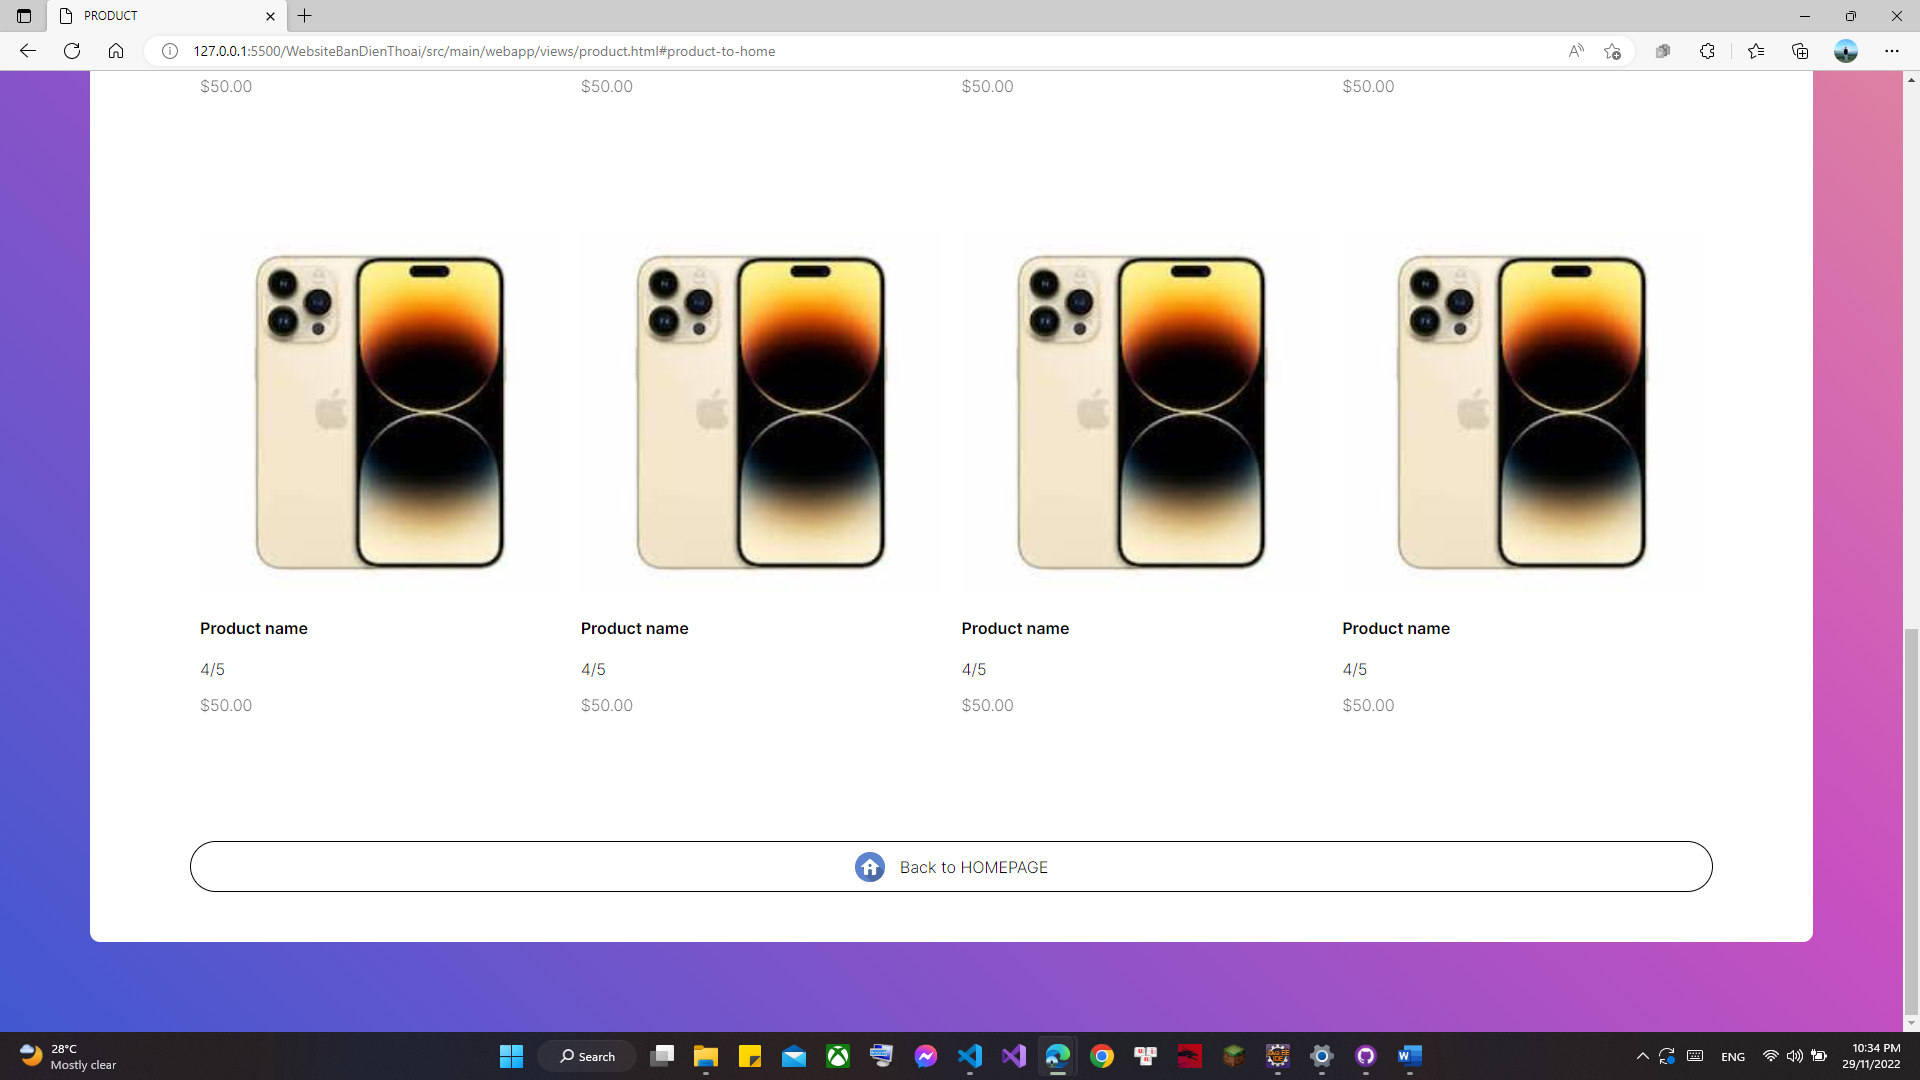 PRODUCT
127.0.0.1:5500/WebsiteBanDienThoai/src/main/webapp/views/product.html#product-to-home
$50.00 $50.00 $50.00 $50.00
Product name Product name Product name Product name
4/5 4/5 4/5 4/5
$50.00 $50.00 $50.00 $50.00
Back to HOMEPAGE
28°C
Mostly clear
Search
ENG
10:34 PM
29/11/2022